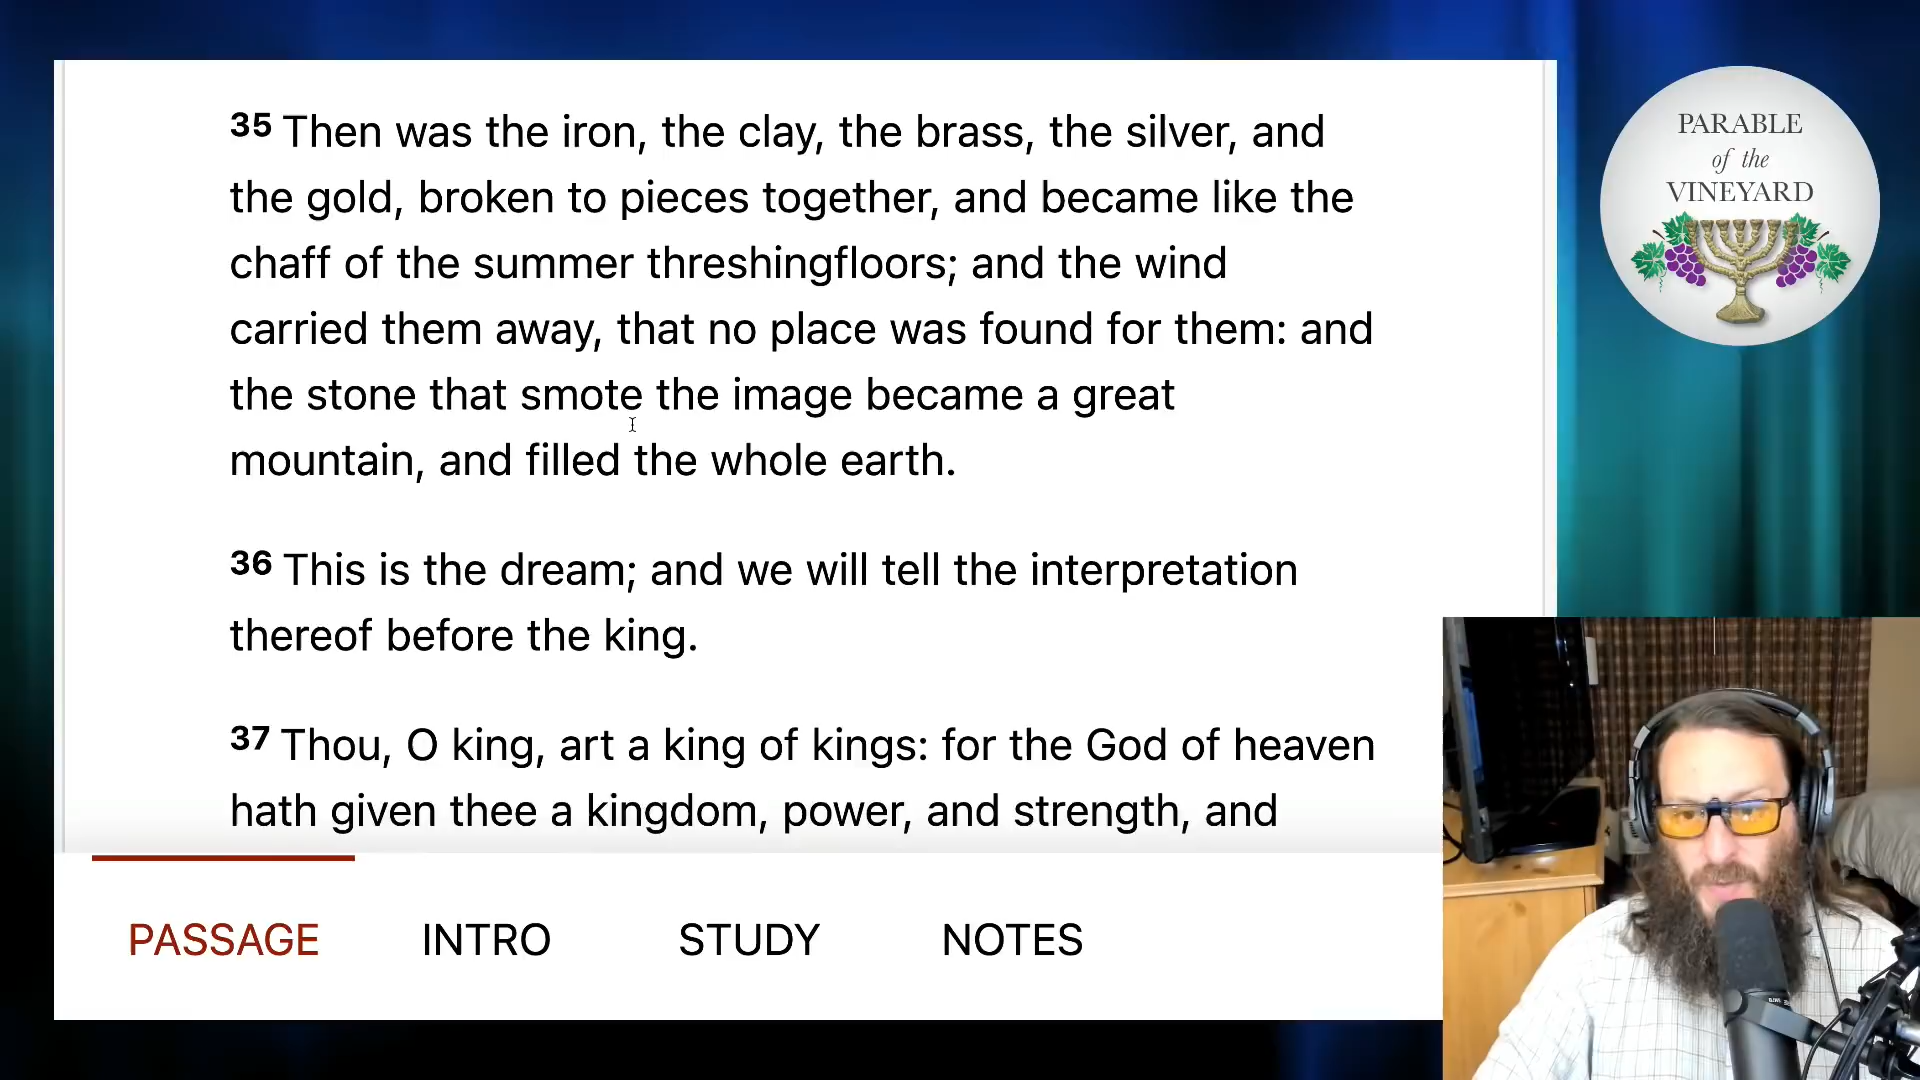 35 Then was the iron, the clay, the brass, the silver, and
the gold, broken to pieces together, and became like the
chaff of the summer threshingfloors; and the wind
carried them away, that no place was found for them: and
the stone that smote the image became a great
mountain, and filled the whole earth.
36 This is the dream; and we will tell the interpretation
thereof before the king.
37 Thou, O king, art a king of kings: for the God of heaven
hath given thee a kingdom, power, and strength, and
PASSAGE INTRO STUDY NOTES
PARABLE
of the
VINEYARD